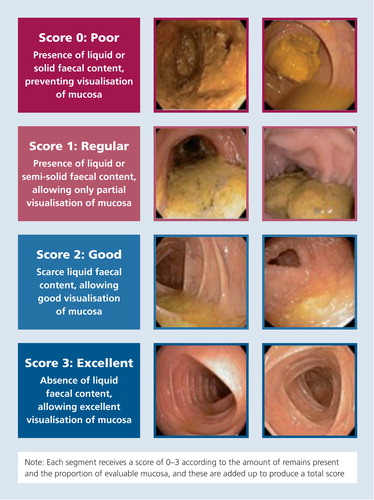 Score 0: Poor
Presence of liquid or
solid faecal content,
preventing visualisation
of mucosa
Score 1: Regular
Presence of liquid or
semi-solid faecal content,
allowing only partial
visualisation of mucosa
Score 2: Good
Scarce liquid faecal
content, allowing
good visualisation
of mucosa
Score 3: Excellent
Absence of liquid
faecal content,
allowing excellent
visualisation of mucosa
Note: Each segment receives a score of 0–3 according to the amount of remains present
and the proportion of evaluable mucosa, and these are added up to produce a total score